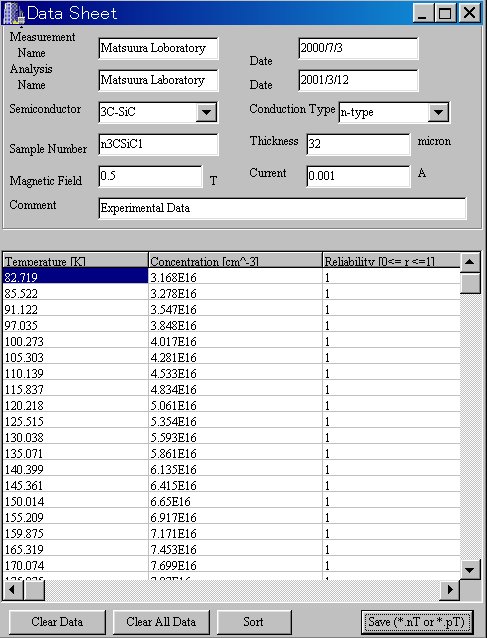 Data Sheet
Measurement Name Matsuura Loboratory Date 2000/7/3
Analysis Name Matsuura Laboratory Date 2001/3/12
Semiconductor 3C-SiC Conduction Type n-type
Sample Number n3CSiC1 Thickness 32 micron
Magnetic Field 0.5 T Current 0.001 A
Comment Experimental Data
Temperature [K] Concentration [cm^-3] Reliability [0<= r <=1]
82.719 3.168E16 1
85.522 3.278E16 1
91.122 3.547E16 1
97.035 3.848E16 1
100.273 4.017E16 1
105.303 4.281E16 1
110.139 4.533E16 1
115.837 4.834E16 1
120.218 5.061E16 1
125.515 5.354E16 1
130.038 5.593E16 1
135.071 5.861E16 1
140.399 6.135E16 1
145.361 6.415E16 1
150.014 6.65E16 1
155.209 6.917E16 1
159.875 7.171E16 1
165.319 7.453E16 1
170.074 7.699E16 1
Clear Data Clear All Data Sort Save (*.nT or *.pT)